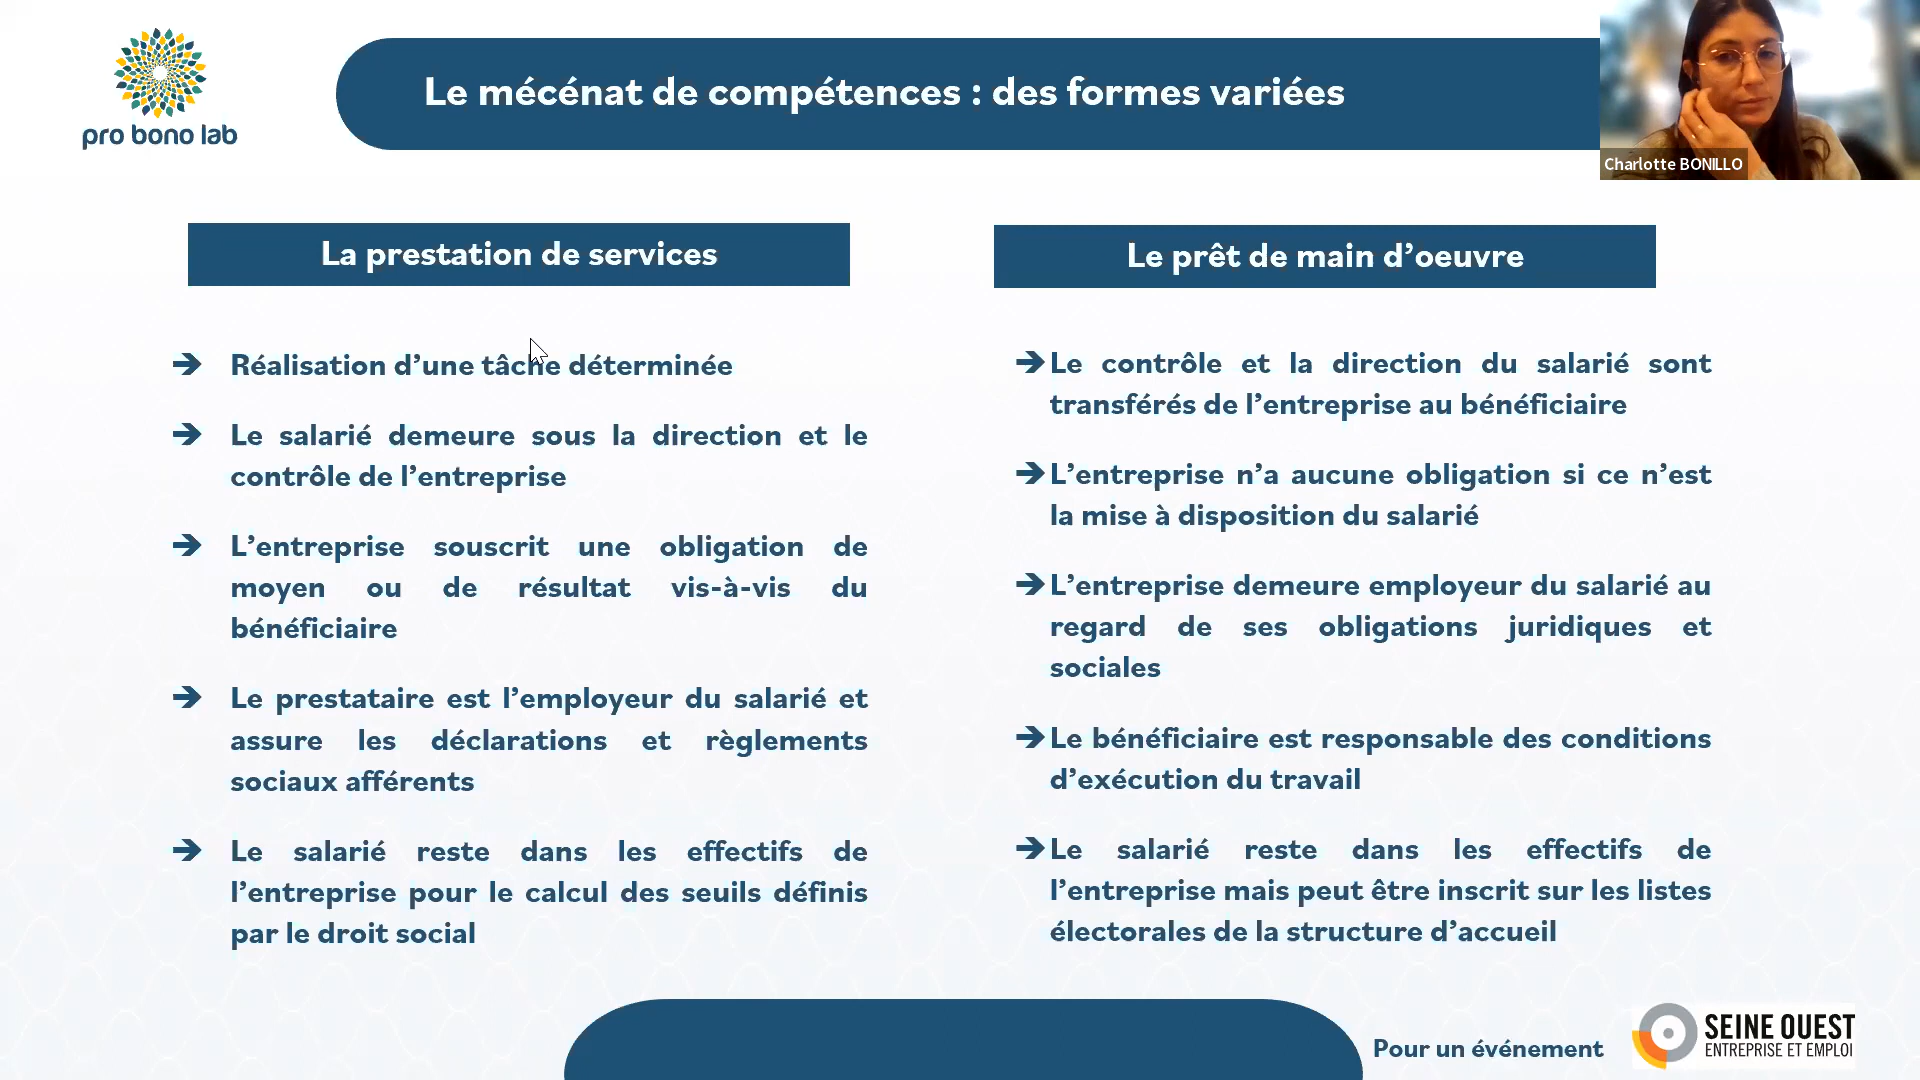 pro bono lab
Le mécénat de compétences : des formes variées
Charlotte BONILLO
La prestation de services
➔ Réalisation d’une tâche déterminée
➔ Le salarié demeure sous la direction et le
contrôle de l’entreprise
➔ L’entreprise souscrit une obligation de
moyen ou de résultat vis-à-vis du
bénéficiaire
➔ Le prestataire est l’employeur du salarié et
assure les déclarations et règlements
sociaux afférents
➔ Le salarié reste dans les effectifs de
l’entreprise pour le calcul des seuils définis
par le droit social
Le prêt de main d’oeuvre
➔ Le contrôle et la direction du salarié sont
transférés de l’entreprise au bénéficiaire
➔ L’entreprise n’a aucune obligation si ce n’est
la mise à disposition du salarié
➔ L’entreprise demeure employeur du salarié au
regard de ses obligations juridiques et
sociales
➔ Le bénéficiaire est responsable des conditions
d’exécution du travail
➔ Le salarié reste dans les effectifs de
l’entreprise mais peut être inscrit sur les listes
électorales de la structure d’accueil
Pour un événement
SEINE OUEST
ENTREPRISE ET EMPLOI